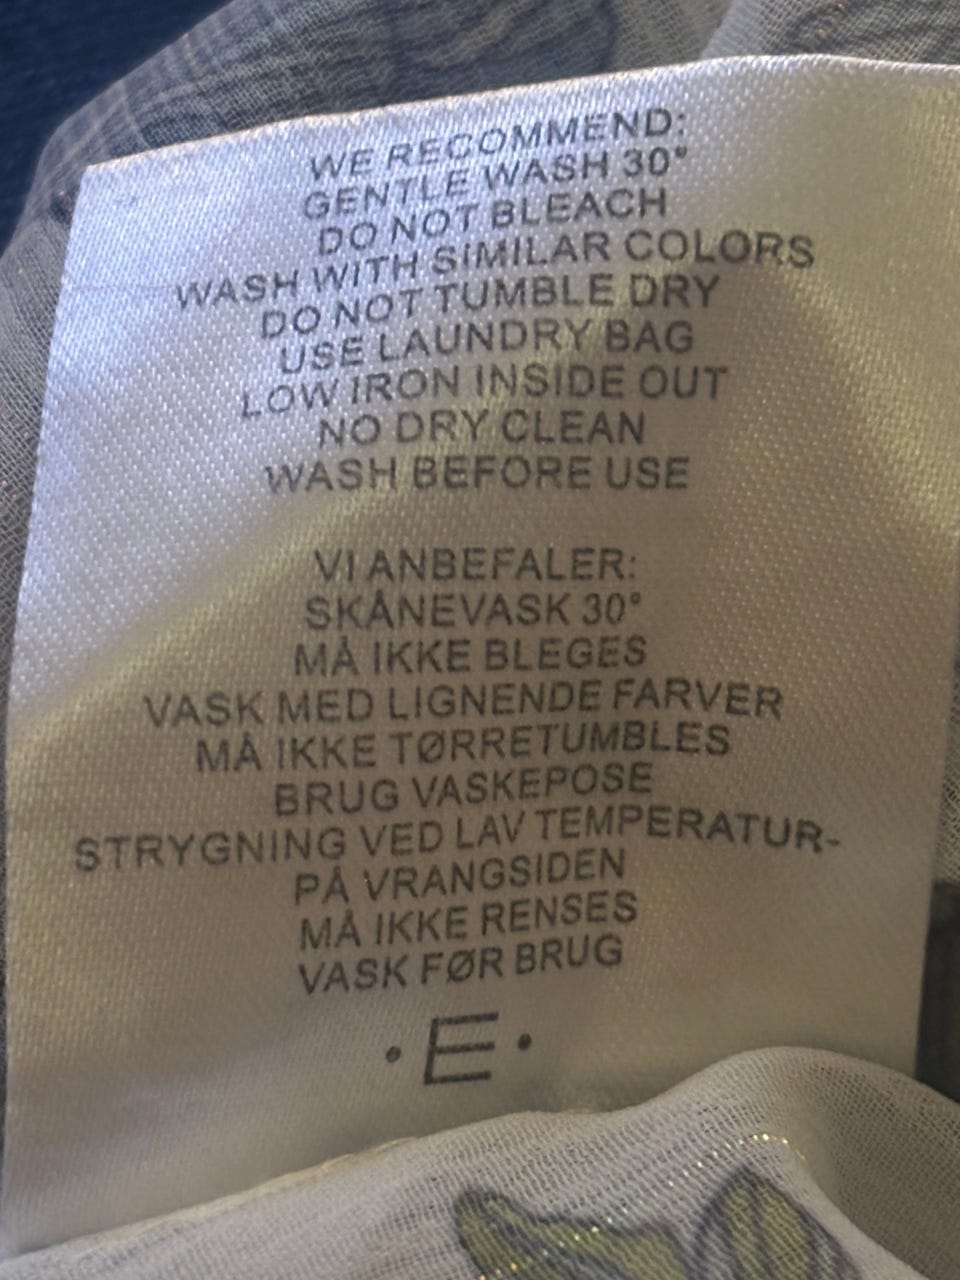 WE RECOMMEND:
GENTLE WASH 30°
DO NOT BLEACH
WASH WITH SIMILAR COLORS
DO NOT TUMBLE DRY
USE LAUNDRY BAG
LOW IRON INSIDE OUT
NO DRY CLEAN
WASH BEFORE USE
VI ANBEFALER:
SKÅNEVASK 30°
MÅ IKKE BLEGES
VASK MED LIGNENDE FARVER
MÅ IKKE TØRRETUMBLES
BRUG VASKEPOSE
STRYGNING VED LAV TEMPERATUR-
PÅ VRANGSIDEN
MÅ IKKE RENSES
VASK FØR BRUG
· E ·